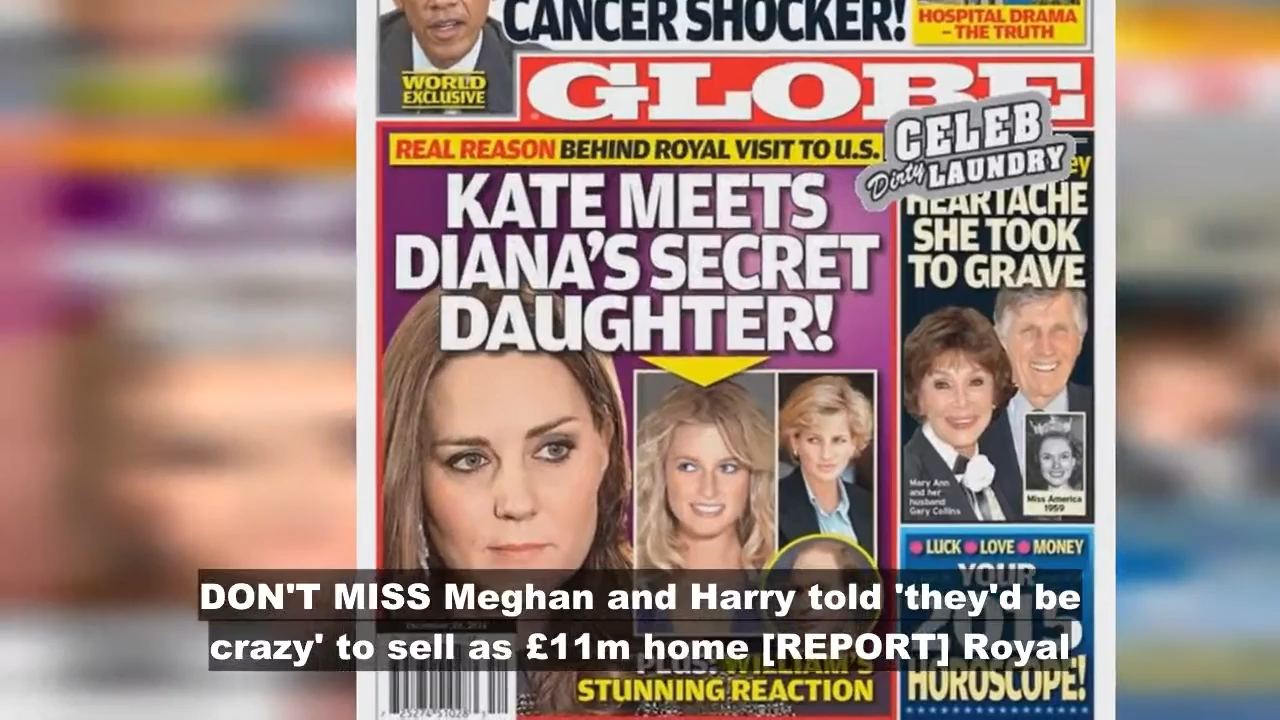 CANCER SHOCKER!
HOSPITAL DRAMA
– THE TRUTH
WORLD
EXCLUSIVE
GLOBE
CELEB
Dirty LAUNDRY
REAL REASON BEHIND ROYAL VISIT TO U.S.
KATE MEETS
DIANA'S SECRET
DAUGHTER!
HEARTACHE
SHE TOOK
TO GRAVE
Mary Ann
and her
husband
Gary Collins
Miss America
1959
LUCK LOVE MONEY
YOUR
2015
HOROSCOPE!
PLUS: WILLIAM'S
STUNNING REACTION
DON'T MISS Meghan and Harry told 'they'd be
crazy' to sell as £11m home [REPORT] Royal